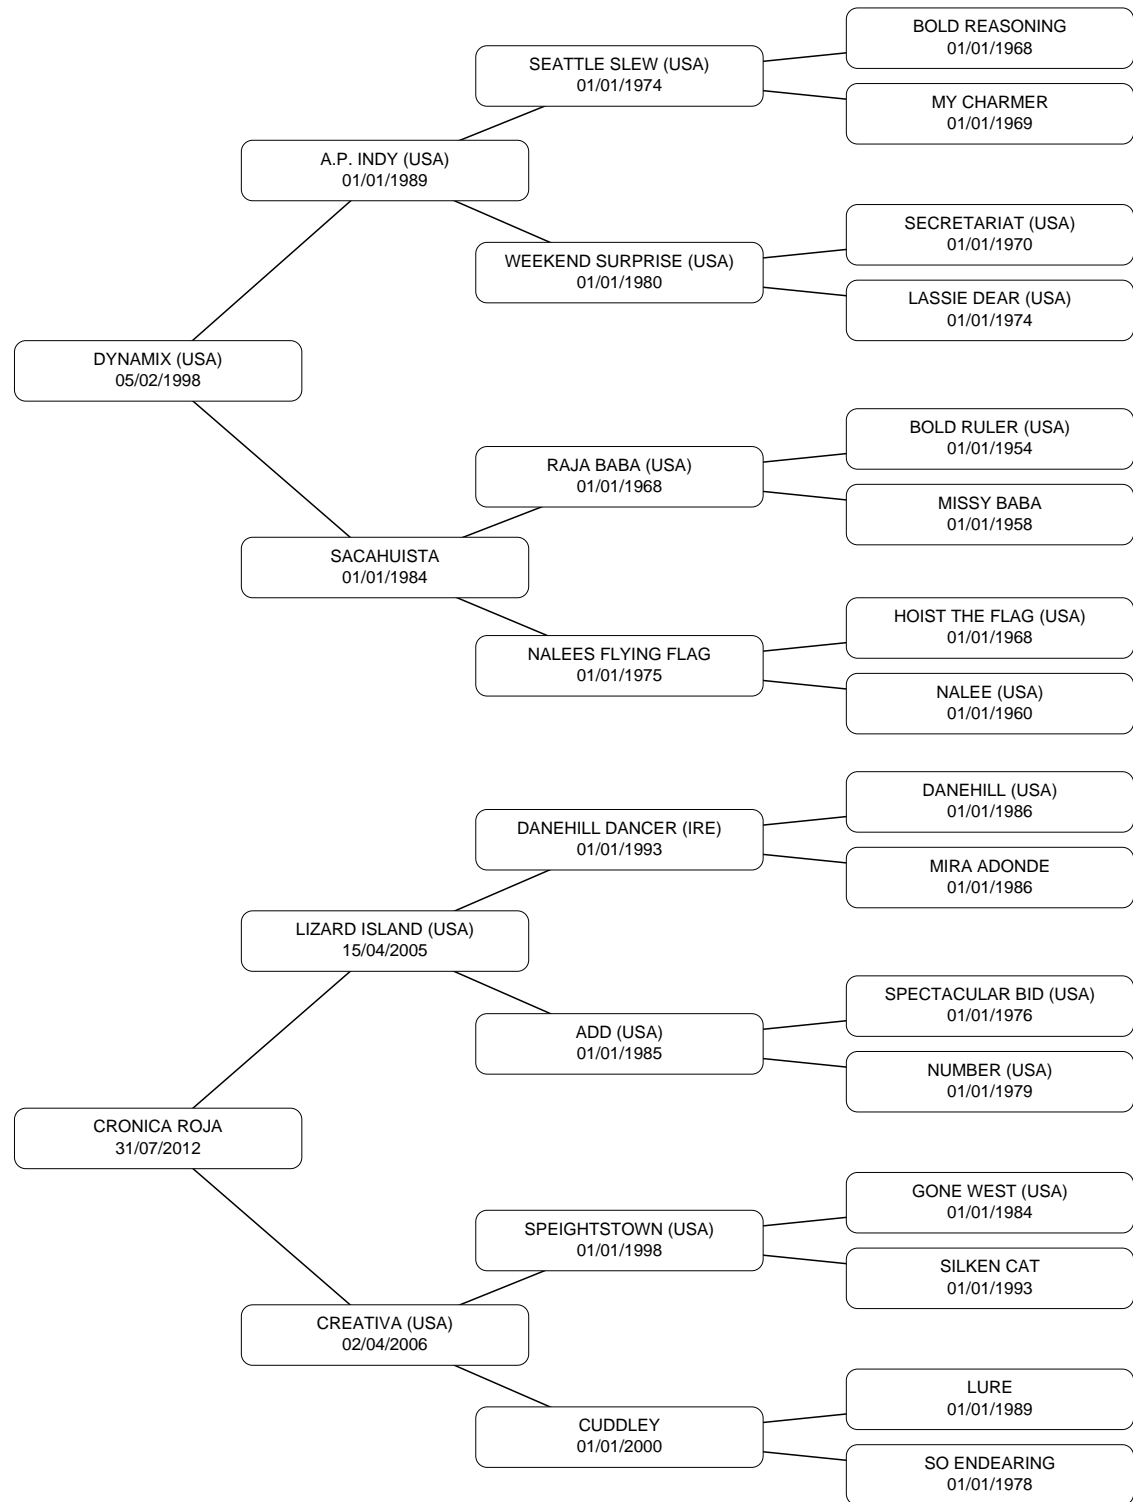 BOLD REASONING
01/01/1968
SEATTLE SLEW (USA)
01/01/1974
MY CHARMER
01/01/1969
A.P. INDY (USA)
01/01/1989
SECRETARIAT (USA)
01/01/1970
WEEKEND SURPRISE (USA)
01/01/1980
LASSIE DEAR (USA)
01/01/1974
DYNAMIX (USA)
05/02/1998
BOLD RULER (USA)
01/01/1954
RAJA BABA (USA)
01/01/1968
MISSY BABA
01/01/1958
SACAHUISTA
01/01/1984
HOIST THE FLAG (USA)
01/01/1968
NALEES FLYING FLAG
01/01/1975
NALEE (USA)
01/01/1960
DANEHILL (USA)
01/01/1986
DANEHILL DANCER (IRE)
01/01/1993
MIRA ADONDE
01/01/1986
LIZARD ISLAND (USA)
15/04/2005
SPECTACULAR BID (USA)
01/01/1976
ADD (USA)
01/01/1985
NUMBER (USA)
01/01/1979
CRONICA ROJA
31/07/2012
GONE WEST (USA)
01/01/1984
SPEIGHTSTOWN (USA)
01/01/1998
SILKEN CAT
01/01/1993
CREATIVA (USA)
02/04/2006
LURE
01/01/1989
CUDDLEY
01/01/2000
SO ENDEARING
01/01/1978